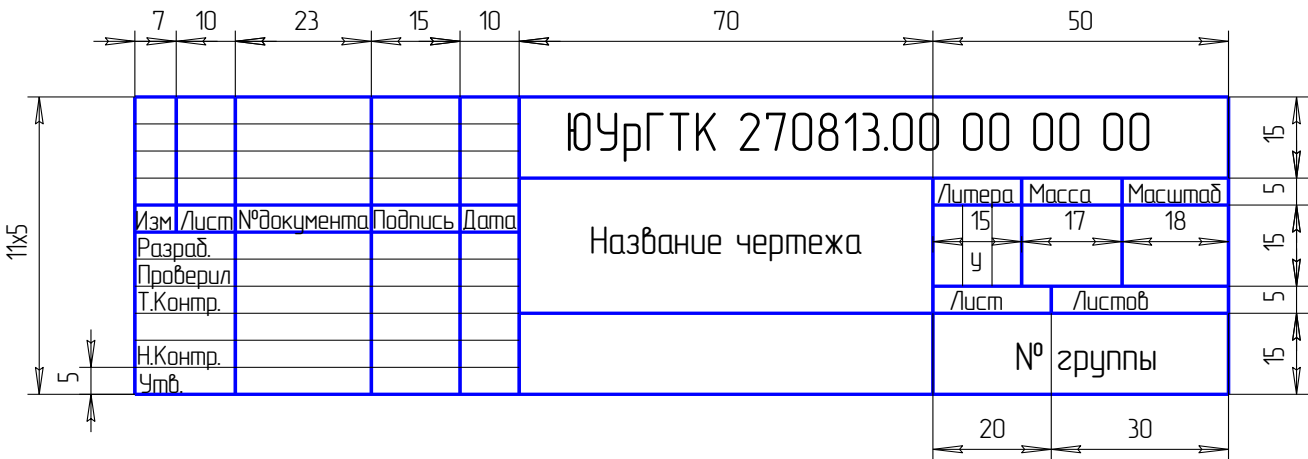 7 10 23 15 10 70 50
ЮУрГТК 270813.00 00 00 00
15
Литера Масса Масштаб
5
Изм Лист №документа Подпись Дата
15 17 18
Разраб.
Название чертежа
11х5
15
Проверил
у
Т.Контр.
Лист Листов
5
Н.Контр.
№ группы
15
5
Утв.
20 30